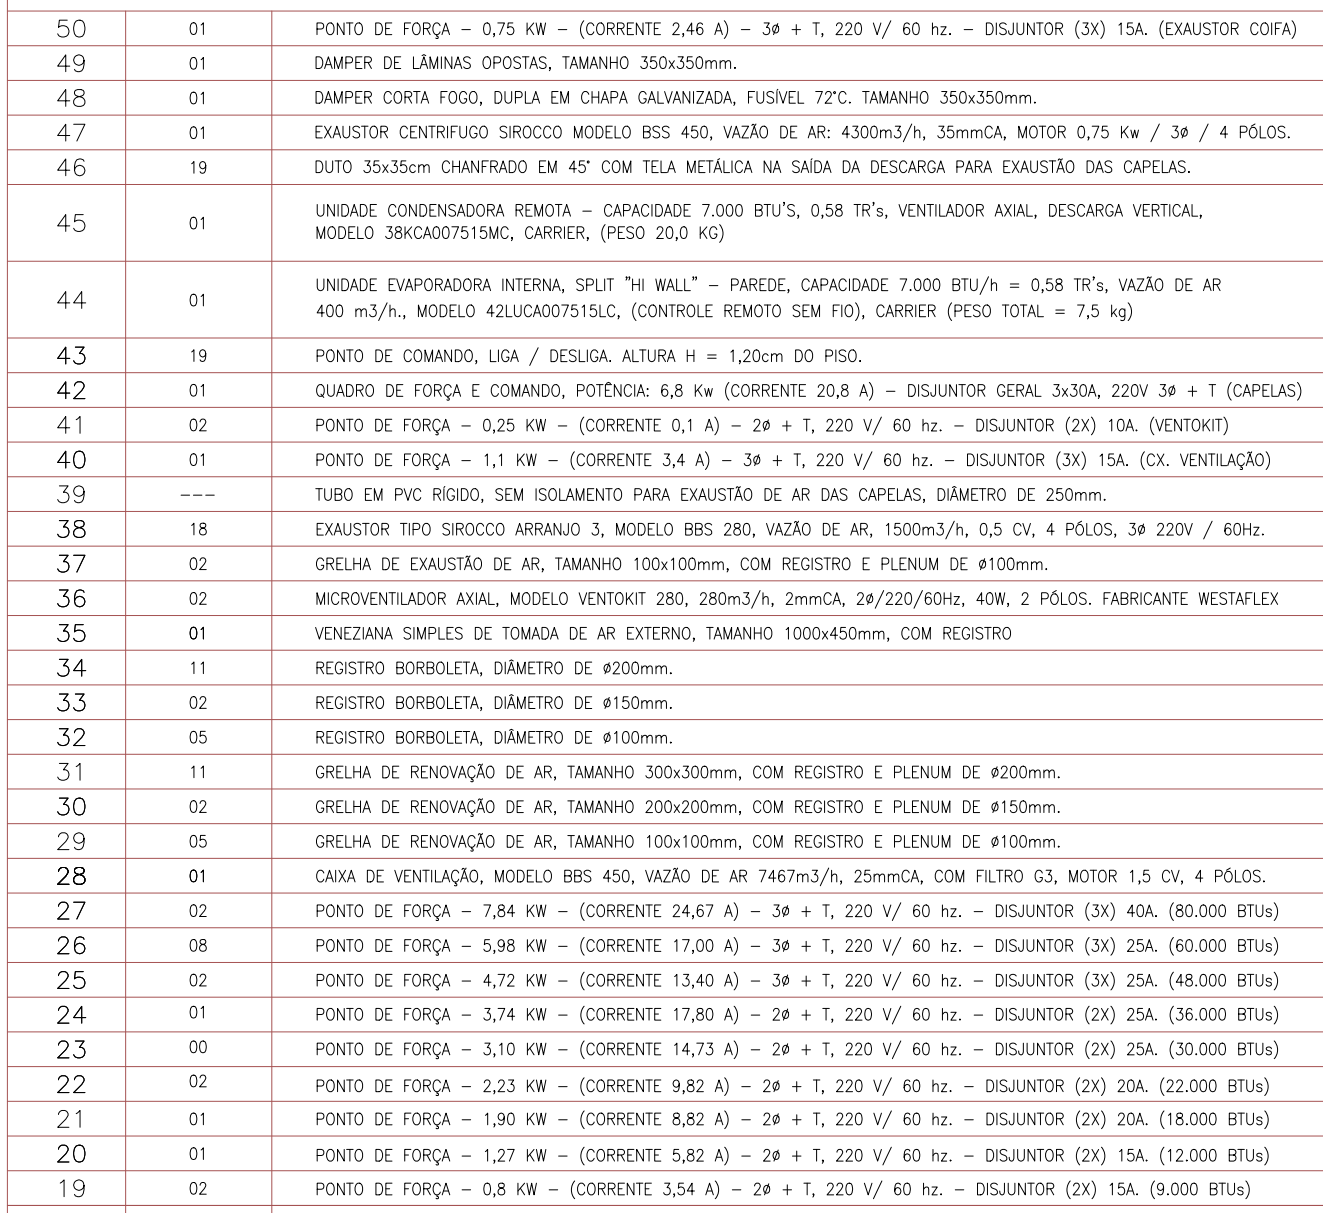 50 01 PONTO DE FORÇA – 0,75 KW – (CORRENTE 2,46 A) – 3ø + T, 220 V/ 60 hz. – DISJUNTOR (3X) 15A. (EXAUSTOR COIFA)
49 01 DAMPER DE LÂMINAS OPOSTAS, TAMANHO 350x350mm.
48 01 DAMPER CORTA FOGO, DUPLA EM CHAPA GALVANIZADA, FUSÍVEL 72°C. TAMANHO 350x350mm.
47 01 EXAUSTOR CENTRIFUGO SIROCCO MODELO BSS 450, VAZÃO DE AR: 4300m3/h, 35mmCA, MOTOR 0,75 Kw / 3ø / 4 PÓLOS.
46 19 DUTO 35x35cm CHANFRADO EM 45° COM TELA METÁLICA NA SAÍDA DA DESCARGA PARA EXAUSTÃO DAS CAPELAS.
45 01 UNIDADE CONDENSADORA REMOTA – CAPACIDADE 7.000 BTU'S, 0,58 TR's, VENTILADOR AXIAL, DESCARGA VERTICAL,
MODELO 38KCA007515MC, CARRIER, (PESO 20,0 KG)
44 01 UNIDADE EVAPORADORA INTERNA, SPLIT "HI WALL" – PAREDE, CAPACIDADE 7.000 BTU/h = 0,58 TR's, VAZÃO DE AR
400 m3/h., MODELO 42LUCA007515LC, (CONTROLE REMOTO SEM FIO), CARRIER (PESO TOTAL = 7,5 kg)
43 19 PONTO DE COMANDO, LIGA / DESLIGA. ALTURA H = 1,20cm DO PISO.
42 01 QUADRO DE FORÇA E COMANDO, POTÊNCIA: 6,8 Kw (CORRENTE 20,8 A) – DISJUNTOR GERAL 3x30A, 220V 3ø + T (CAPELAS)
41 02 PONTO DE FORÇA – 0,25 KW – (CORRENTE 0,1 A) – 2ø + T, 220 V/ 60 hz. – DISJUNTOR (2X) 10A. (VENTOKIT)
40 01 PONTO DE FORÇA – 1,1 KW – (CORRENTE 3,4 A) – 3ø + T, 220 V/ 60 hz. – DISJUNTOR (3X) 15A. (CX. VENTILAÇÃO)
39 --- TUBO EM PVC RÍGIDO, SEM ISOLAMENTO PARA EXAUSTÃO DE AR DAS CAPELAS, DIÂMETRO DE 250mm.
38 18 EXAUSTOR TIPO SIROCCO ARRANJO 3, MODELO BBS 280, VAZÃO DE AR, 1500m3/h, 0,5 CV, 4 PÓLOS, 3ø 220V / 60Hz.
37 02 GRELHA DE EXAUSTÃO DE AR, TAMANHO 100x100mm, COM REGISTRO E PLENUM DE ø100mm.
36 02 MICROVENTILADOR AXIAL, MODELO VENTOKIT 280, 280m3/h, 2mmCA, 2ø/220/60Hz, 40W, 2 PÓLOS. FABRICANTE WESTAFLEX
35 01 VENEZIANA SIMPLES DE TOMADA DE AR EXTERNO, TAMANHO 1000x450mm, COM REGISTRO
34 11 REGISTRO BORBOLETA, DIÂMETRO DE ø200mm.
33 02 REGISTRO BORBOLETA, DIÂMETRO DE ø150mm.
32 05 REGISTRO BORBOLETA, DIÂMETRO DE ø100mm.
31 11 GRELHA DE RENOVAÇÃO DE AR, TAMANHO 300x300mm, COM REGISTRO E PLENUM DE ø200mm.
30 02 GRELHA DE RENOVAÇÃO DE AR, TAMANHO 200x200mm, COM REGISTRO E PLENUM DE ø150mm.
29 05 GRELHA DE RENOVAÇÃO DE AR, TAMANHO 100x100mm, COM REGISTRO E PLENUM DE ø100mm.
28 01 CAIXA DE VENTILAÇÃO, MODELO BBS 450, VAZÃO DE AR 7467m3/h, 25mmCA, COM FILTRO G3, MOTOR 1,5 CV, 4 PÓLOS.
27 02 PONTO DE FORÇA – 7,84 KW – (CORRENTE 24,67 A) – 3ø + T, 220 V/ 60 hz. – DISJUNTOR (3X) 40A. (80.000 BTUs)
26 08 PONTO DE FORÇA – 5,98 KW – (CORRENTE 17,00 A) – 3ø + T, 220 V/ 60 hz. – DISJUNTOR (3X) 25A. (60.000 BTUs)
25 02 PONTO DE FORÇA – 4,72 KW – (CORRENTE 13,40 A) – 3ø + T, 220 V/ 60 hz. – DISJUNTOR (3X) 25A. (48.000 BTUs)
24 01 PONTO DE FORÇA – 3,74 KW – (CORRENTE 17,80 A) – 2ø + T, 220 V/ 60 hz. – DISJUNTOR (2X) 25A. (36.000 BTUs)
23 00 PONTO DE FORÇA – 3,10 KW – (CORRENTE 14,73 A) – 2ø + T, 220 V/ 60 hz. – DISJUNTOR (2X) 25A. (30.000 BTUs)
22 02 PONTO DE FORÇA – 2,23 KW – (CORRENTE 9,82 A) – 2ø + T, 220 V/ 60 hz. – DISJUNTOR (2X) 20A. (22.000 BTUs)
21 01 PONTO DE FORÇA – 1,90 KW – (CORRENTE 8,82 A) – 2ø + T, 220 V/ 60 hz. – DISJUNTOR (2X) 20A. (18.000 BTUs)
20 01 PONTO DE FORÇA – 1,27 KW – (CORRENTE 5,82 A) – 2ø + T, 220 V/ 60 hz. – DISJUNTOR (2X) 15A. (12.000 BTUs)
19 02 PONTO DE FORÇA – 0,8 KW – (CORRENTE 3,54 A) – 2ø + T, 220 V/ 60 hz. – DISJUNTOR (2X) 15A. (9.000 BTUs)